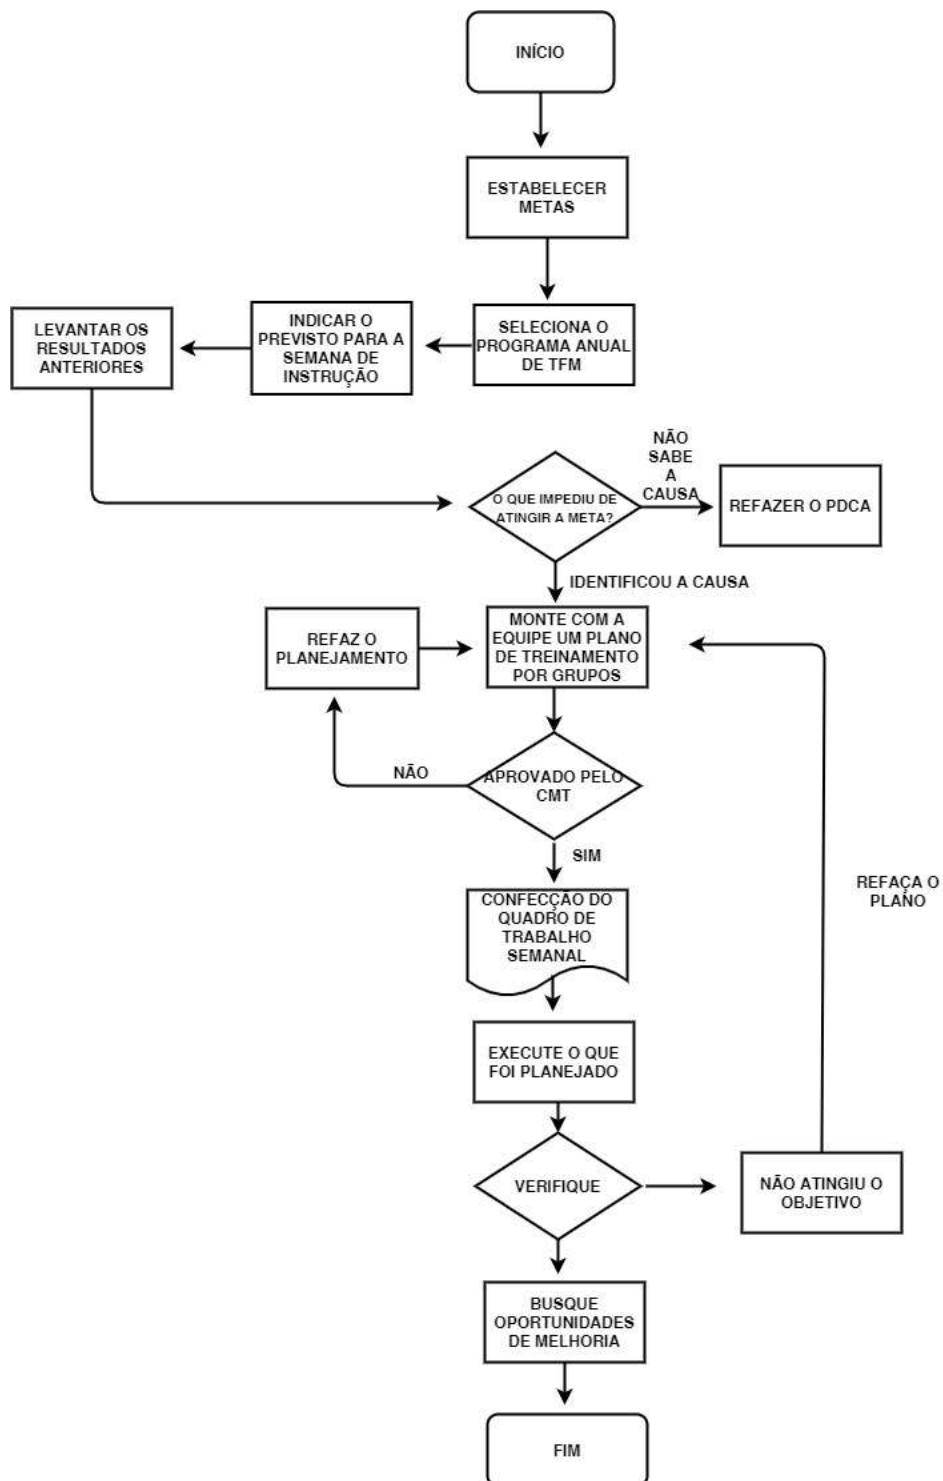 INÍCIO
ESTABELECER
METAS
SELECIONA O
PROGRAMA ANUAL
DE TFM
INDICAR O
PREVISTO PARA A
SEMANA DE
INSTRUÇÃO
LEVANTAR OS
RESULTADOS
ANTERIORES
O QUE IMPEDIU DE
ATINGIR A META?
NÃO
SABE
A
CAUSA
REFAZER O PDCA
IDENTIFICOU A CAUSA
MONTE COM A
EQUIPE UM PLANO
DE TREINAMENTO
POR GRUPOS
REFAZ O
PLANEJAMENTO
APROVADO PELO
CMT
NÃO
SIM
CONFECÇÃO DO
QUADRO DE
TRABALHO
SEMANAL
EXECUTE O QUE
FOI PLANEJADO
VERIFIQUE
NÃO ATINGIU O
OBJETIVO
REFAÇA O
PLANO
BUSQUE
OPORTUNIDADES
DE MELHORIA
FIM